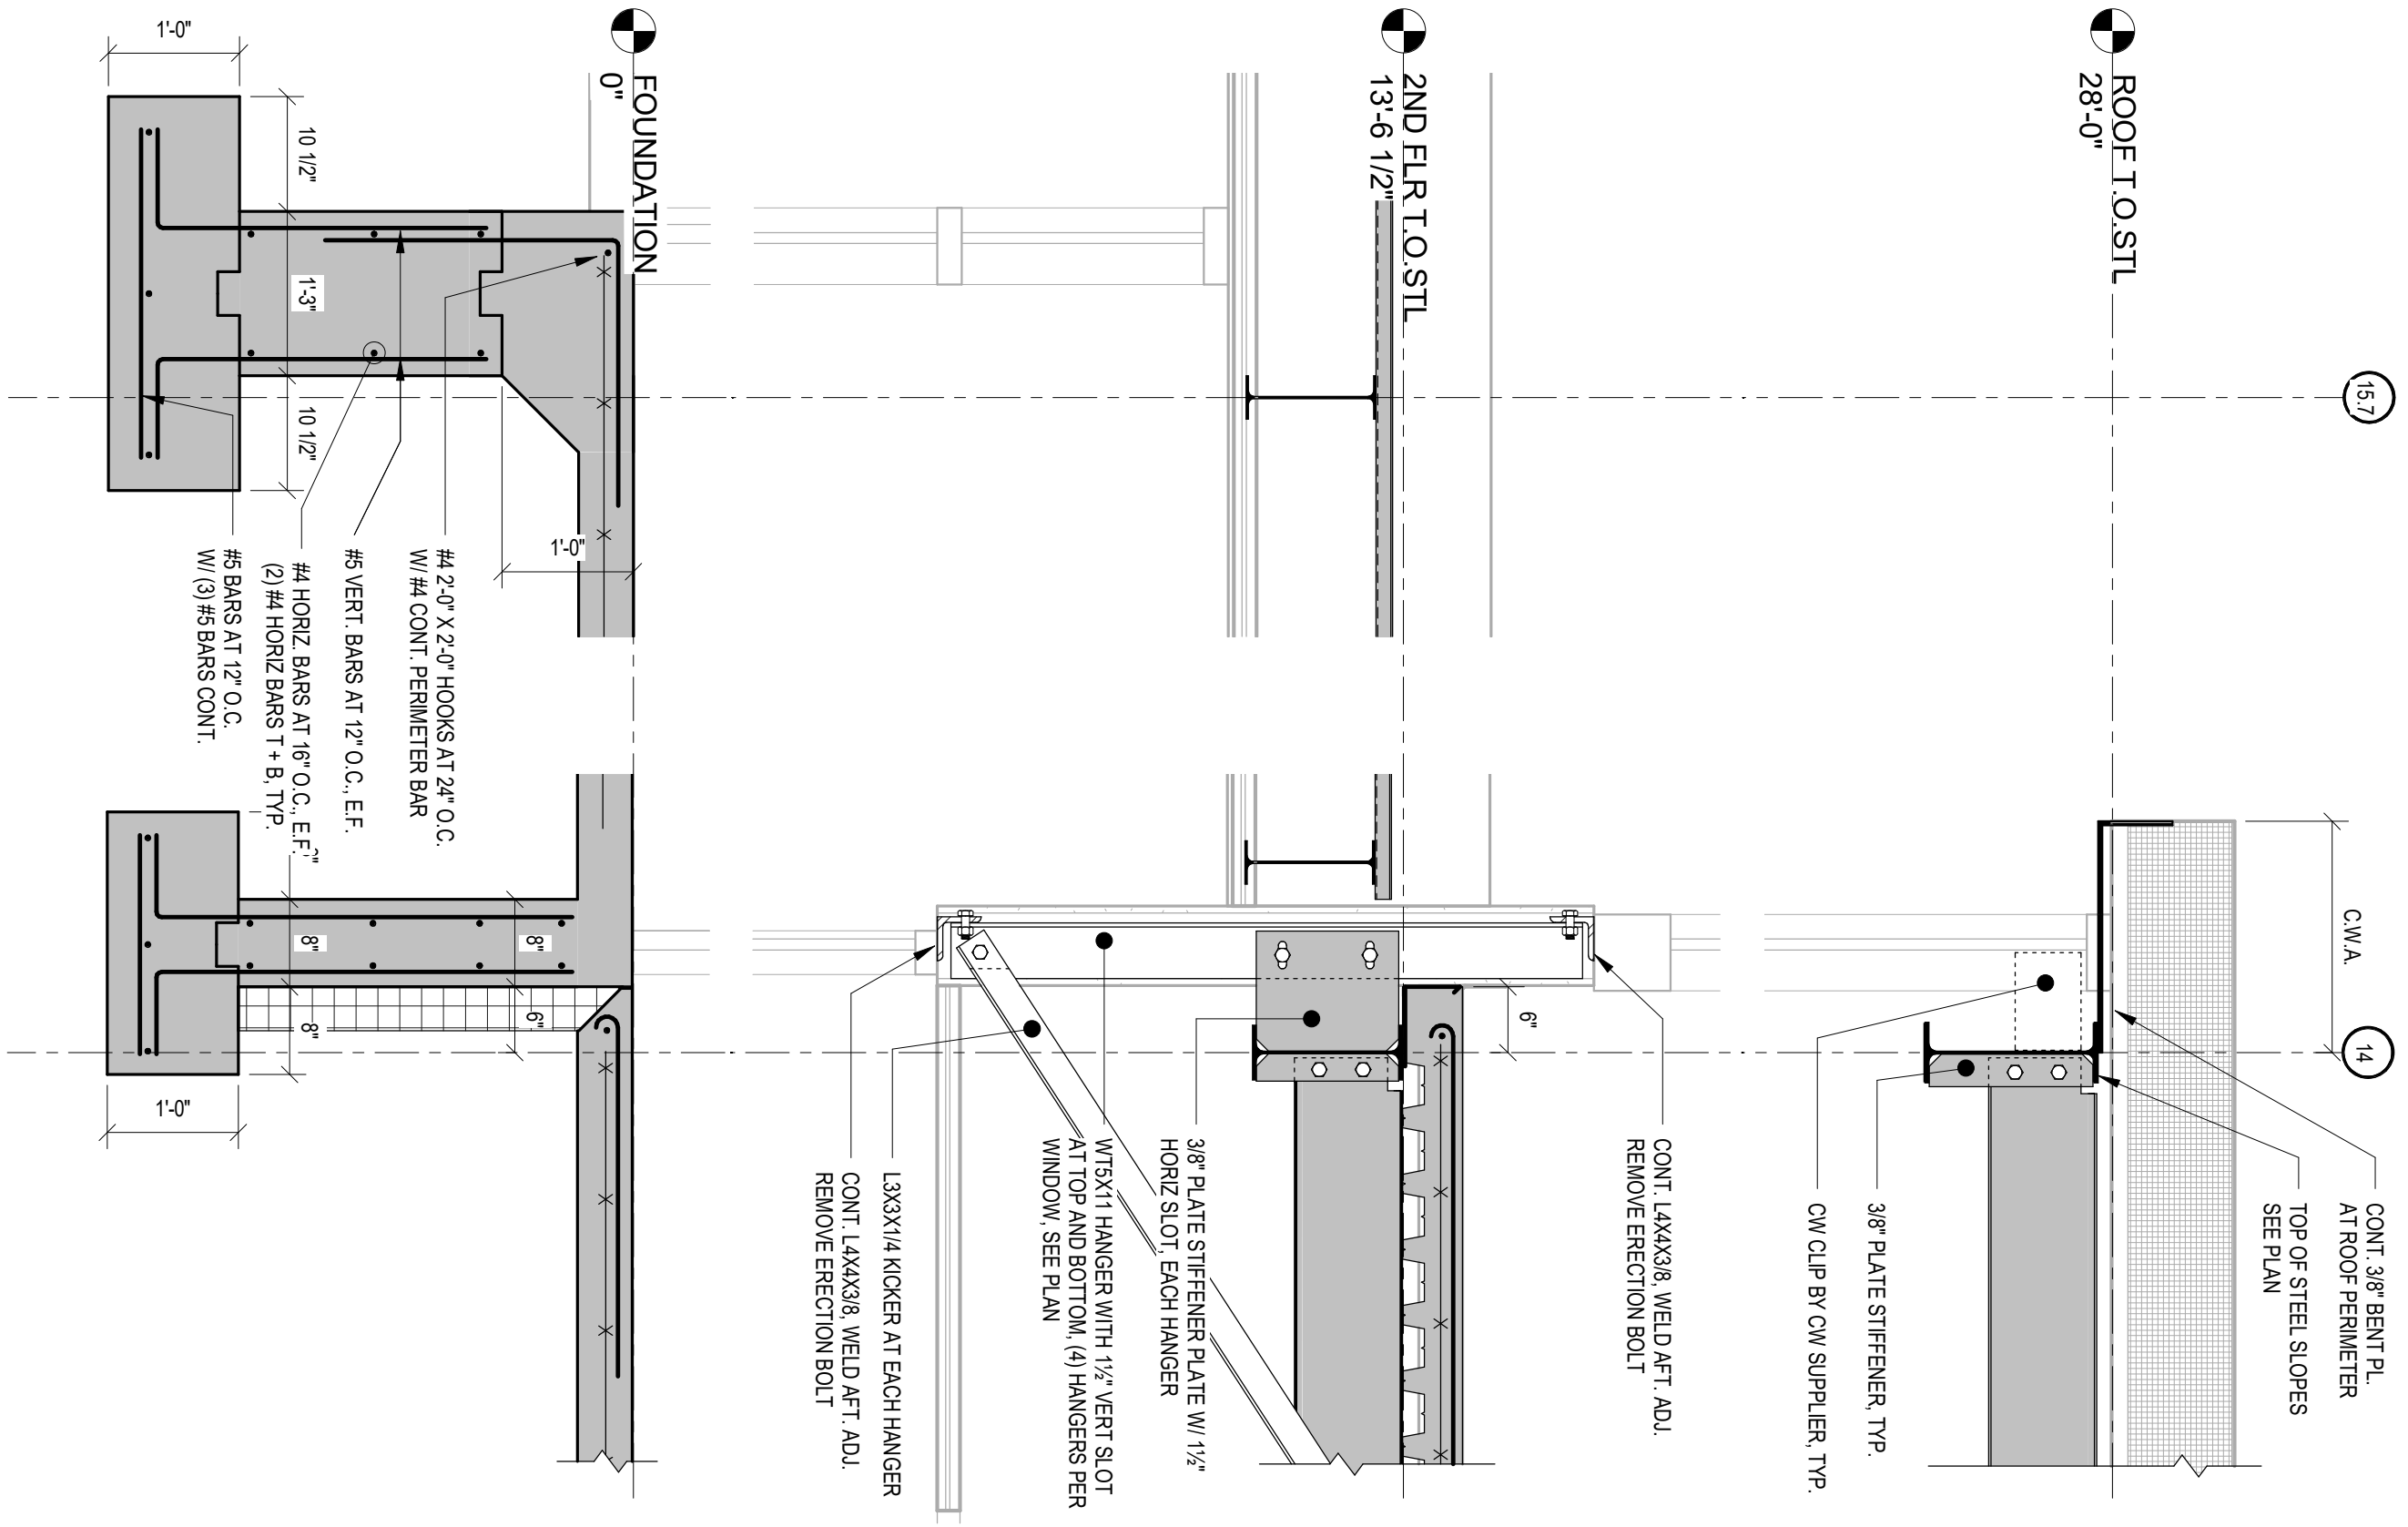 C.W.A.
14
15.7
ROOF T.O.STL
28'-0"
CONT. 3/8" BENT PL.
AT ROOF PERIMETER
TOP OF STEEL SLOPES
SEE PLAN
3/8" PLATE STIFFENER, TYP.
CW CLIP BY CW SUPPLIER, TYP.
2ND FLR T.O.STL
13'-6 1/2"
6"
CONT. L4X4X3/8, WELD AFT. ADJ.
REMOVE ERECTION BOLT
3/8" PLATE STIFFENER PLATE W/ 1½"
HORIZ SLOT, EACH HANGER
WT5X11 HANGER WITH 1½" VERT SLOT
AT TOP AND BOTTOM, (4) HANGERS PER
WINDOW, SEE PLAN
L3X3X1/4 KICKER AT EACH HANGER
CONT. L4X4X3/8, WELD AFT. ADJ.
REMOVE ERECTION BOLT
FOUNDATION
0"
1'-0"
8"
6"
#4 2'-0" X 2'-0" HOOKS AT 24" O.C.
W/ #4 CONT. PERIMETER BAR
#5 VERT. BARS AT 12" O.C., E.F.
#4 HORIZ. BARS AT 16" O.C., E.F.
(2) #4 HORIZ BARS T + B, TYP.
#5 BARS AT 12" O.C.
W/ (3) #5 BARS CONT.
10 1/2"
1'-3"
10 1/2"
8"
8"
1'-0"
1'-0"